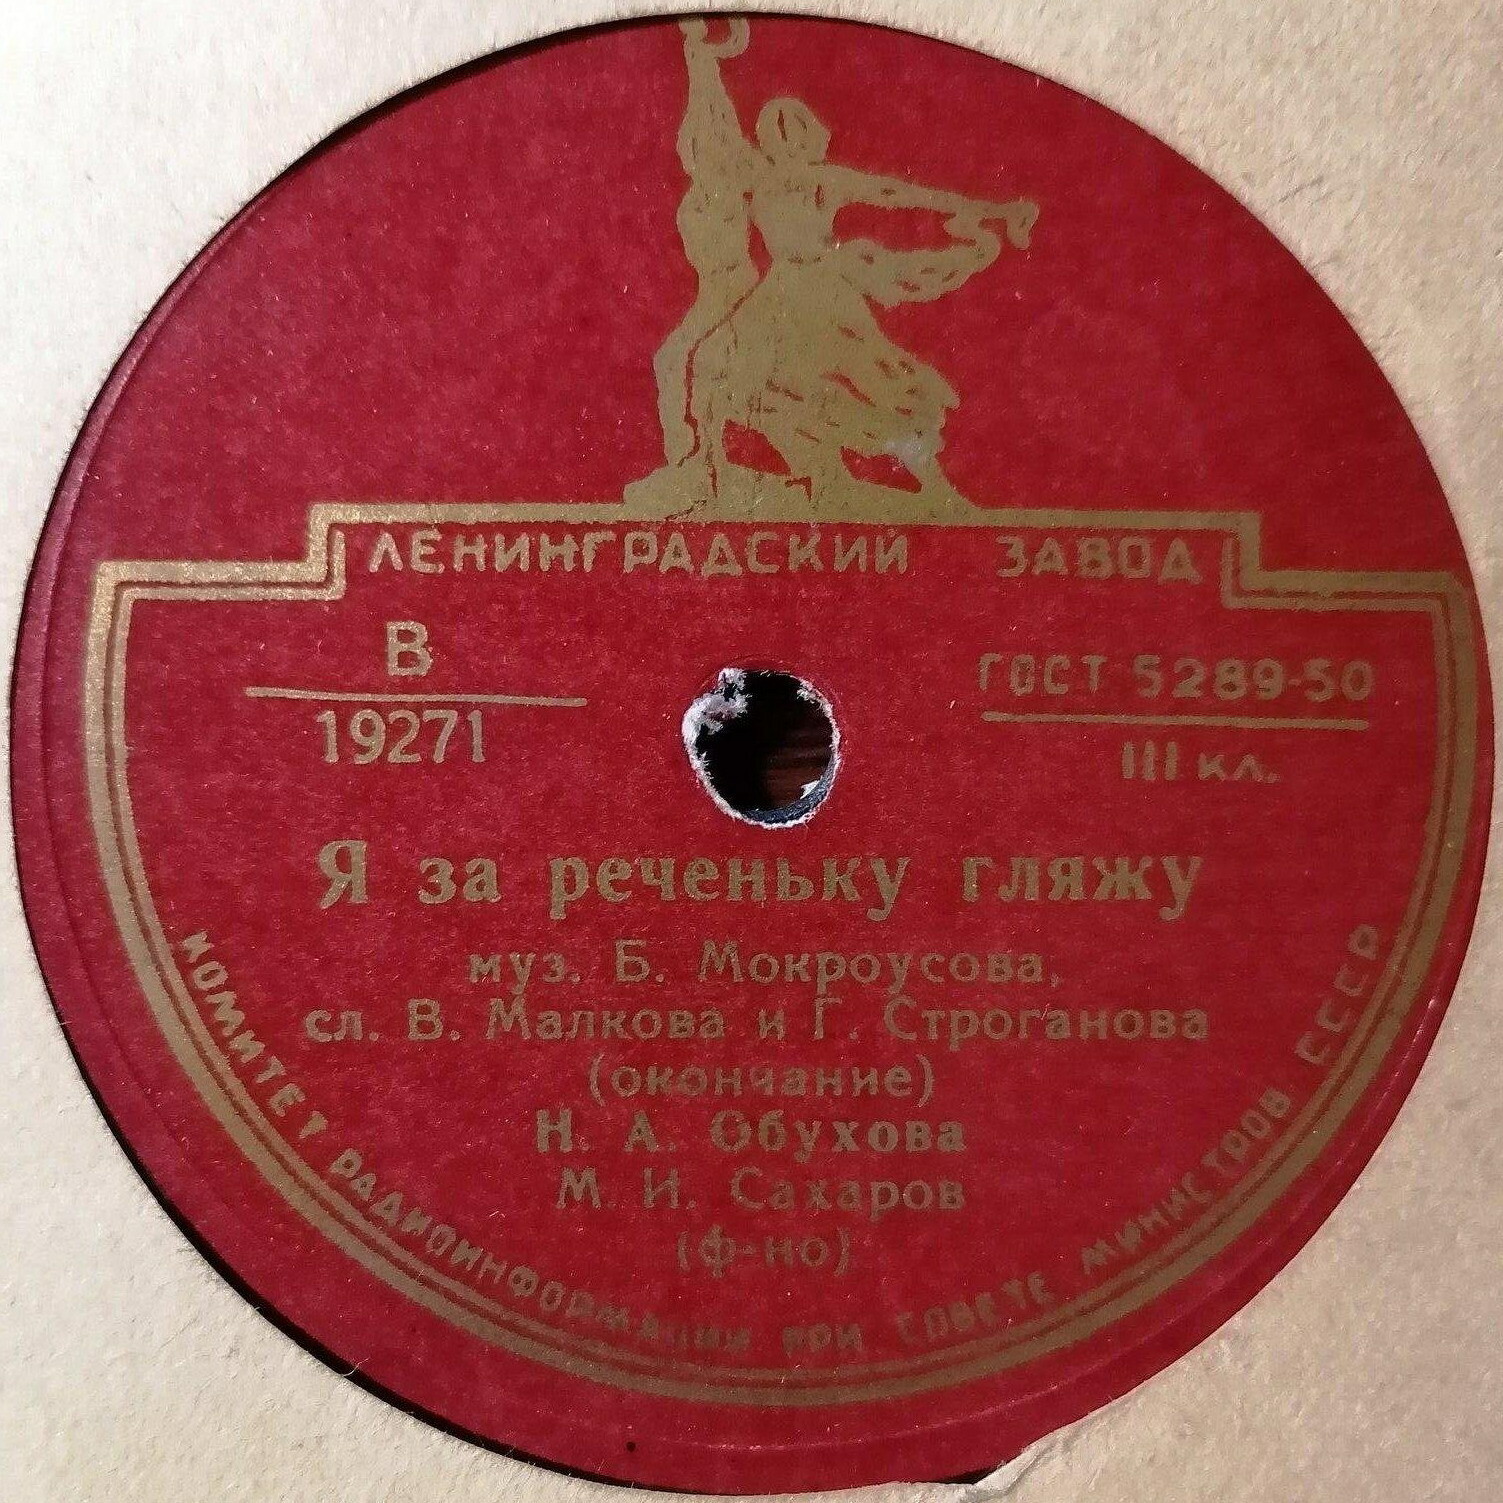 ЛЕНИНГРАДСКИЙ ЗАВОД
В
19271
ГОСТ 5289-50
III кл.
Я за реченьку гляжу
муз. Б. Мокроусова,
сл. В. Малкова и Г. Строганова
(окончание)
Н. А. Обухова
М. И. Сахаров
(ф-но)
КОМИТЕТ РАДИОИНФОРМАЦИИ ПРИ СОВЕТЕ МИНИСТРОВ СССР